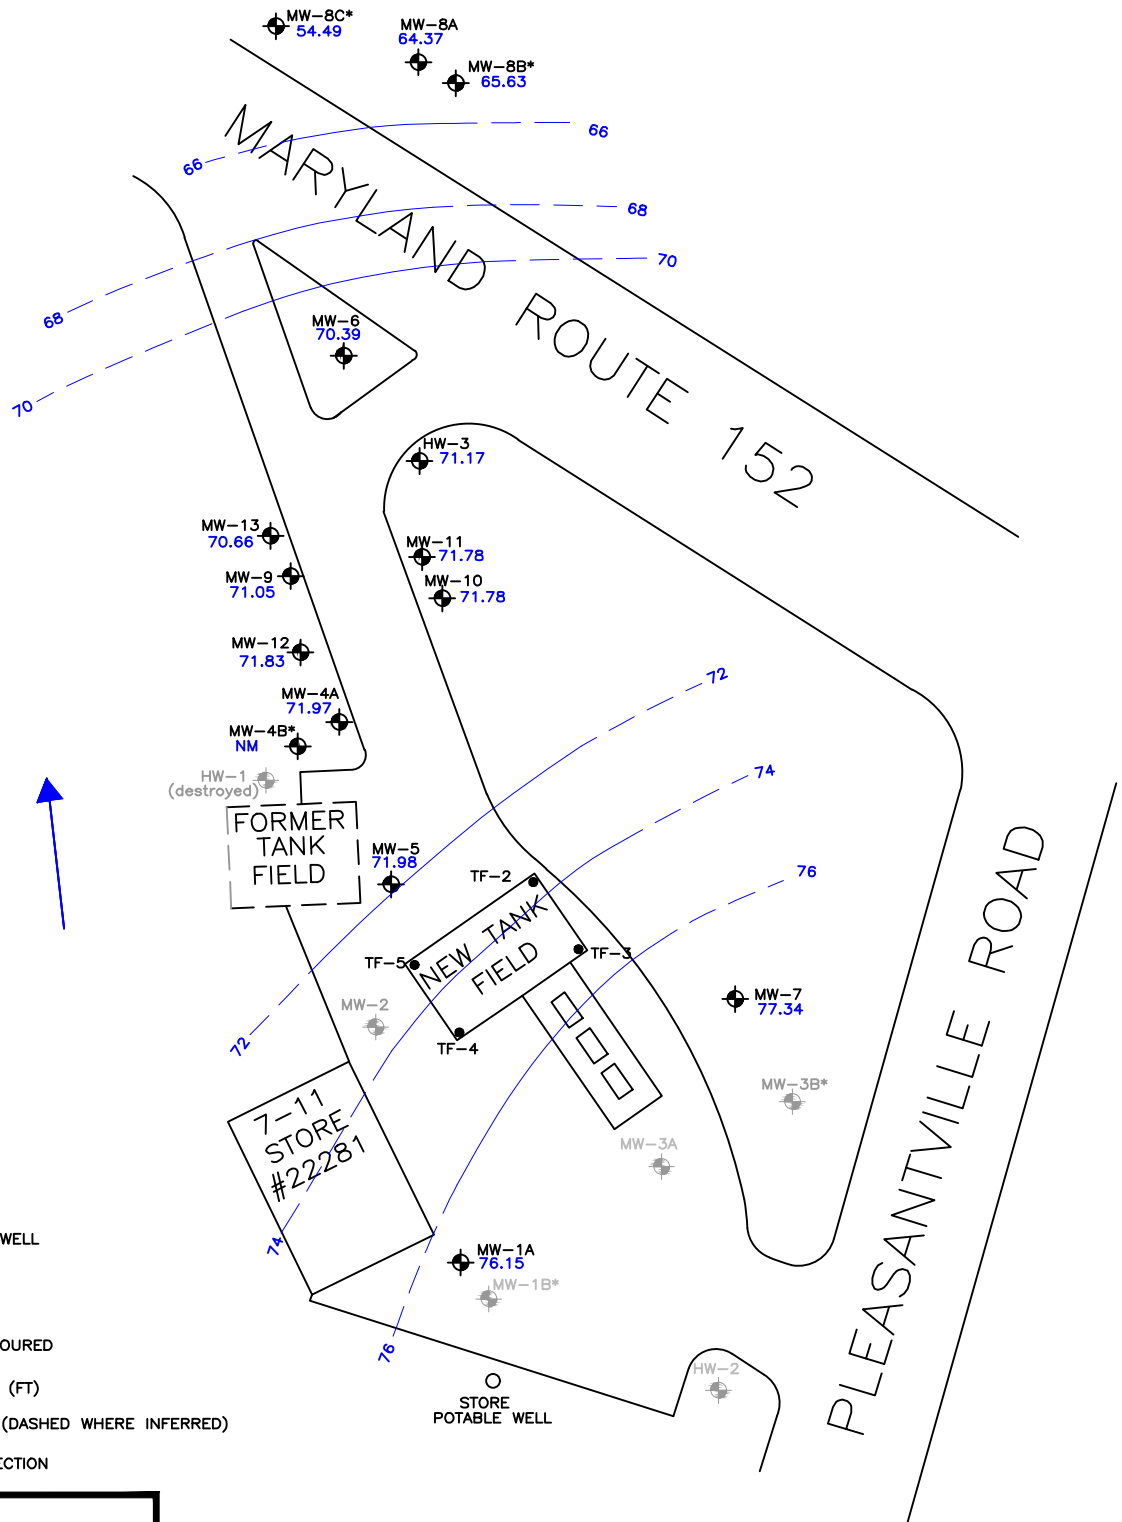 MW-8C*
54.49
MW-8A
64.37
MW-8B*
65.63
66
66
MARYLAND ROUTE 152
68
68
70
70
MW-6
70.39
HW-3
71.17
MW-13
70.66
MW-11
71.78
MW-9
71.05
MW-10
71.78
MW-12
71.83
MW-4A
71.97
MW-4B*
NM
HW-1
(destroyed)
72
74
FORMER
TANK
FIELD
MW-5
71.98
TF-2
76
NEW TANK
FIELD
TF-5
TF-3
MW-2
TF-4
MW-7
77.34
72
MW-3B*
7-11
STORE
#22281
MW-3A
PLEASANTVILLE ROAD
74
MW-1A
76.15
MW-1B*
76
HW-2
STORE
POTABLE WELL
WELL
OURED
(FT)
(DASHED WHERE INFERRED)
ECTION